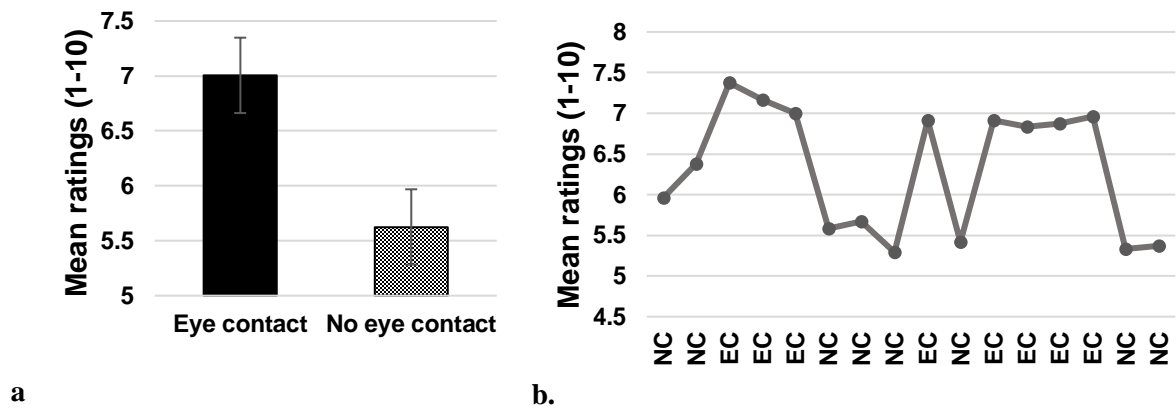 Mean ratings (1-10)
7.5
7
6.5
6
5.5
5
Eye contact
No eye contact
a
Mean ratings (1-10)
8
7.5
7
6.5
6
5.5
5
4.5
NC
NC
EC
EC
EC
NC
NC
NC
EC
NC
EC
EC
EC
EC
NC
NC
b.